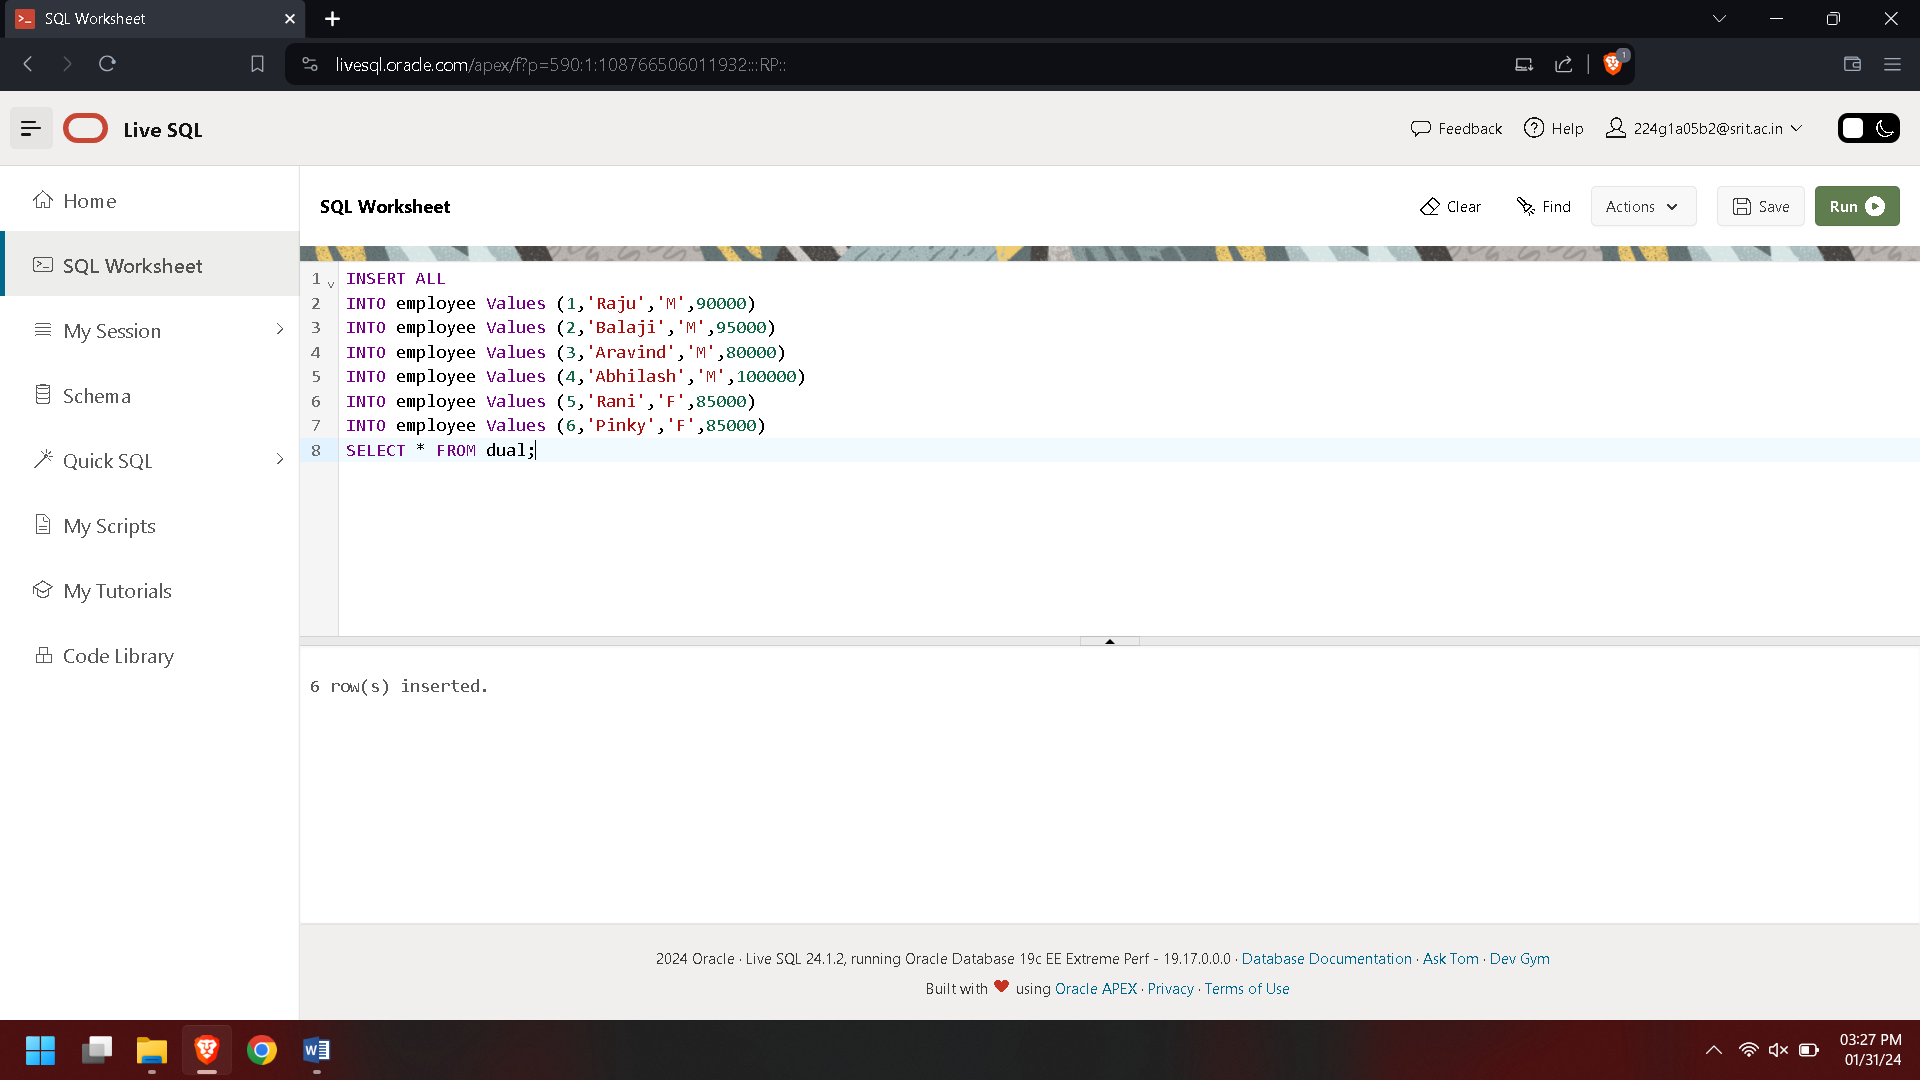 SQL Worksheet
livesql.oracle.com/apex/f?p=590:1:108766506011932:::RP::
1
Live SQL
Feedback
Help
224g1a05b2@srit.ac.in
Home
SQL Worksheet
My Session
Schema
Quick SQL
My Scripts
My Tutorials
Code Library
SQL Worksheet
Clear
Find
Actions
Save
Run
1 INSERT ALL
2 INTO employee Values (1,'Raju','M',90000)
3 INTO employee Values (2,'Balaji','M',95000)
4 INTO employee Values (3,'Aravind','M',80000)
5 INTO employee Values (4,'Abhilash','M',100000)
6 INTO employee Values (5,'Rani','F',85000)
7 INTO employee Values (6,'Pinky','F',85000)
8 SELECT * FROM dual;
6 row(s) inserted.
2024 Oracle · Live SQL 24.1.2, running Oracle Database 19c EE Extreme Perf - 19.17.0.0.0 · Database Documentation · Ask Tom · Dev Gym
Built with ❤ using Oracle APEX · Privacy · Terms of Use
W
03:27 PM
01/31/24